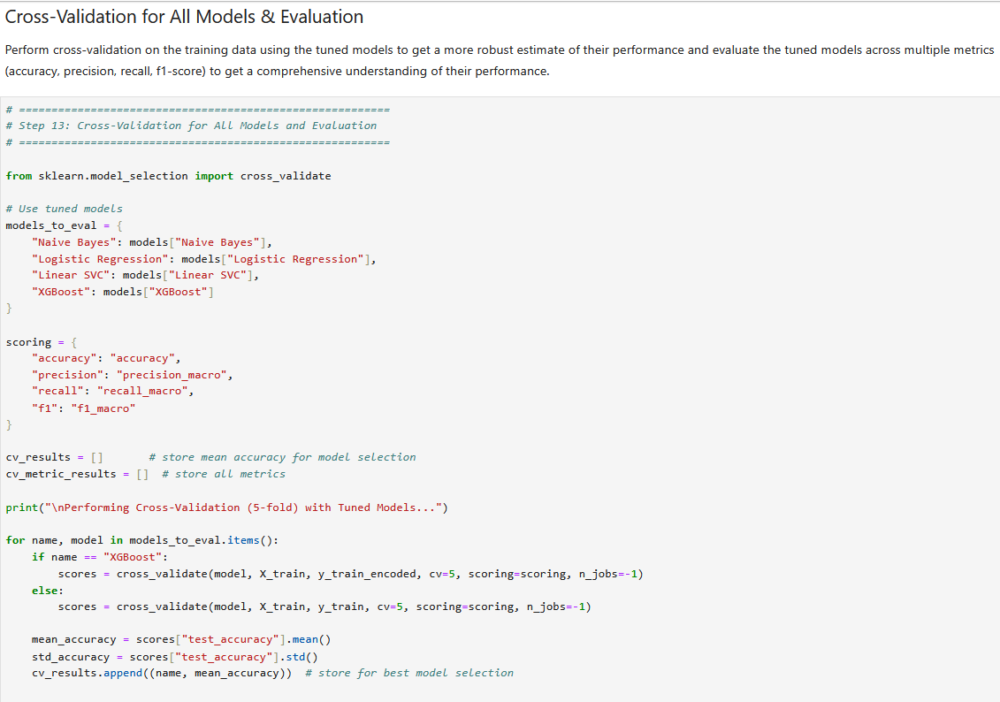 Cross-Validation for All Models & Evaluation
Perform cross-validation on the training data using the tuned models to get a more robust estimate of their performance and evaluate the tuned models across multiple metrics
(accuracy, precision, recall, f1-score) to get a comprehensive understanding of their performance.
# =========================================================
# Step 13: Cross-Validation for All Models and Evaluation
# =========================================================
from sklearn.model_selection import cross_validate
# Use tuned models
models_to_eval = {
    "Naive Bayes": models["Naive Bayes"],
    "Logistic Regression": models["Logistic Regression"],
    "Linear SVC": models["Linear SVC"],
    "XGBoost": models["XGBoost"]
}
scoring = {
    "accuracy": "accuracy",
    "precision": "precision_macro",
    "recall": "recall_macro",
    "f1": "f1_macro"
}
cv_results = []       # store mean accuracy for model selection
cv_metric_results = []  # store all metrics
print("\nPerforming Cross-Validation (5-fold) with Tuned Models...")
for name, model in models_to_eval.items():
    if name == "XGBoost":
        scores = cross_validate(model, X_train, y_train_encoded, cv=5, scoring=scoring, n_jobs=-1)
    else:
        scores = cross_validate(model, X_train, y_train, cv=5, scoring=scoring, n_jobs=-1)
    mean_accuracy = scores["test_accuracy"].mean()
    std_accuracy = scores["test_accuracy"].std()
    cv_results.append((name, mean_accuracy))  # store for best model selection